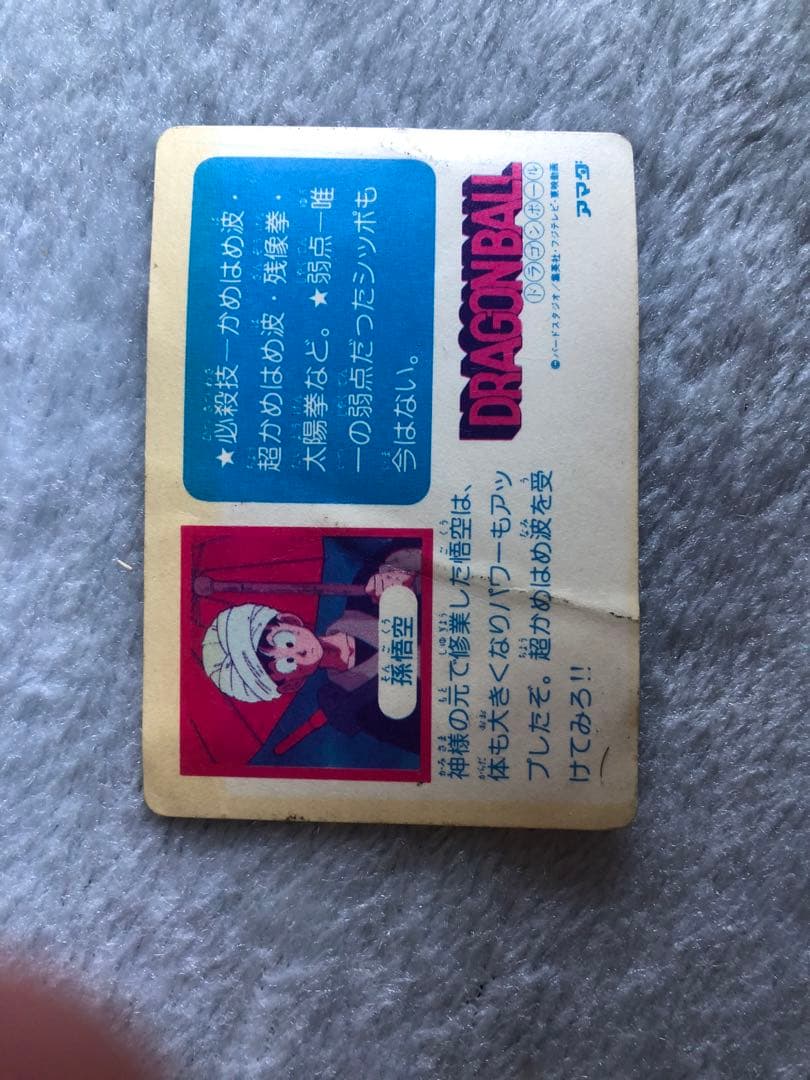 ★必殺技−かめはめ波・
超かめはめ波・残像拳・
太陽拳など。★弱点−唯
一の弱点だったシッポも
今はない。
孫悟空
そんごくう
神様の元で修業した悟空は、
体も大きくなりパワーもアッ
プしたぞ。超かめはめ波を受
けてみろ!!
DRAGONBALL
ドラゴンボール
©バードスタジオ/集英社・フジテレビ・東映動画
アマダ